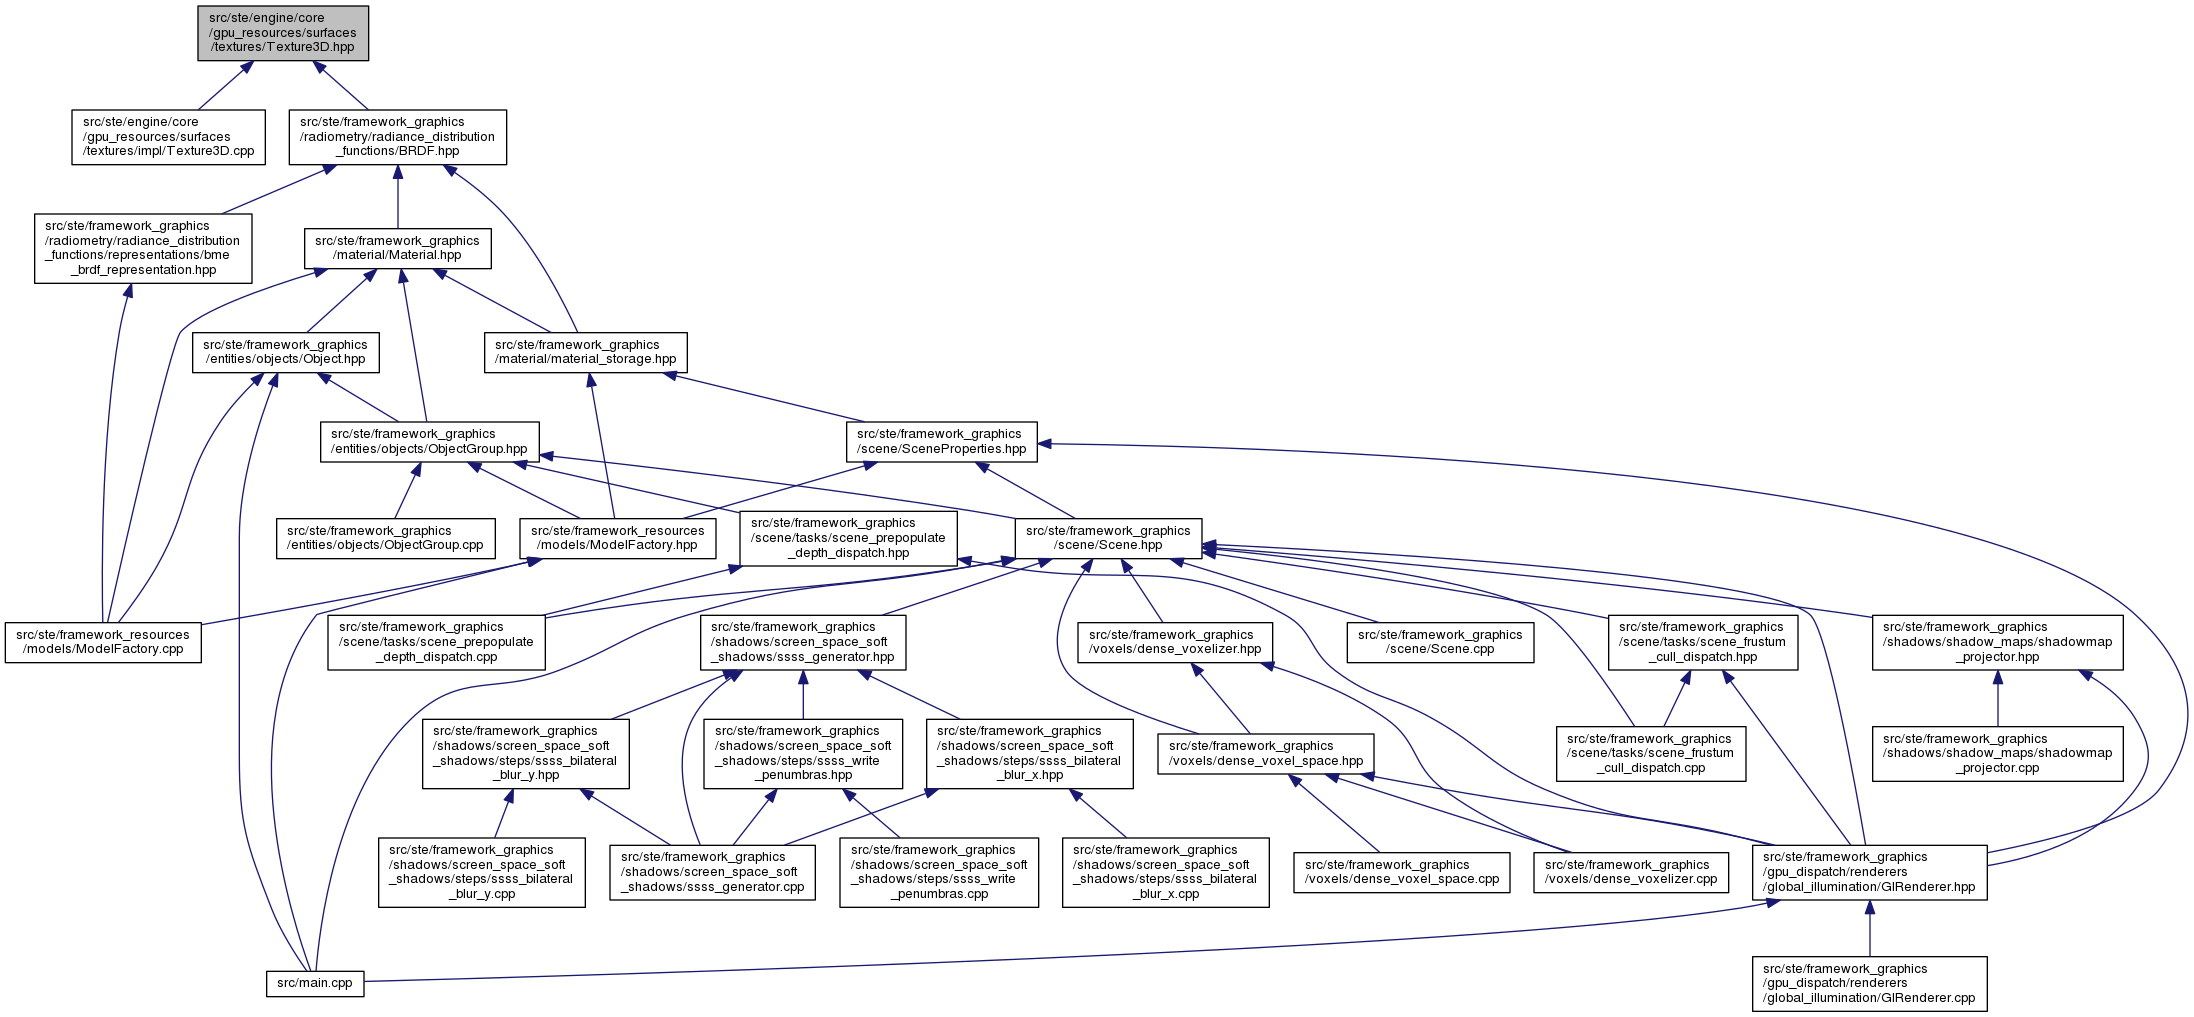 src/ste/engine/core
/gpu_resources/surfaces
/textures/Texture3D.hpp
src/ste/engine/core
/gpu_resources/surfaces
/textures/impl/Texture3D.cpp
src/ste/framework_graphics
/radiometry/radiance_distribution
_functions/BRDF.hpp
src/ste/framework_graphics
/radiometry/radiance_distribution
_functions/representations/bme
_brdf_representation.hpp
src/ste/framework_graphics
/material/Material.hpp
src/ste/framework_graphics
/entities/objects/Object.hpp
src/ste/framework_graphics
/material/material_storage.hpp
src/ste/framework_graphics
/entities/objects/ObjectGroup.hpp
src/ste/framework_graphics
/scene/SceneProperties.hpp
src/ste/framework_graphics
/entities/objects/ObjectGroup.cpp
src/ste/framework_resources
/models/ModelFactory.hpp
src/ste/framework_graphics
/scene/tasks/scene_prepopulate
_depth_dispatch.hpp
src/ste/framework_graphics
/scene/Scene.hpp
src/ste/framework_resources
/models/ModelFactory.cpp
src/ste/framework_graphics
/scene/tasks/scene_prepopulate
_depth_dispatch.cpp
src/ste/framework_graphics
/shadows/screen_space_soft
_shadows/ssss_generator.hpp
src/ste/framework_graphics
/voxels/dense_voxelizer.hpp
src/ste/framework_graphics
/scene/Scene.cpp
src/ste/framework_graphics
/scene/tasks/scene_frustum
_cull_dispatch.hpp
src/ste/framework_graphics
/shadows/shadow_maps/shadowmap
_projector.hpp
src/ste/framework_graphics
/shadows/screen_space_soft
_shadows/steps/ssss_bilateral
_blur_y.hpp
src/ste/framework_graphics
/shadows/screen_space_soft
_shadows/steps/ssss_write
_penumbras.hpp
src/ste/framework_graphics
/shadows/screen_space_soft
_shadows/steps/ssss_bilateral
_blur_x.hpp
src/ste/framework_graphics
/voxels/dense_voxel_space.hpp
src/ste/framework_graphics
/scene/tasks/scene_frustum
_cull_dispatch.cpp
src/ste/framework_graphics
/shadows/shadow_maps/shadowmap
_projector.cpp
src/ste/framework_graphics
/shadows/screen_space_soft
_shadows/steps/ssss_bilateral
_blur_y.cpp
src/ste/framework_graphics
/shadows/screen_space_soft
_shadows/ssss_generator.cpp
src/ste/framework_graphics
/shadows/screen_space_soft
_shadows/steps/ssss_write
_penumbras.cpp
src/ste/framework_graphics
/shadows/screen_space_soft
_shadows/steps/ssss_bilateral
_blur_x.cpp
src/ste/framework_graphics
/voxels/dense_voxel_space.cpp
src/ste/framework_graphics
/voxels/dense_voxelizer.cpp
src/ste/framework_graphics
/gpu_dispatch/renderers
/global_illumination/GIRenderer.hpp
src/main.cpp
src/ste/framework_graphics
/gpu_dispatch/renderers
/global_illumination/GIRenderer.cpp